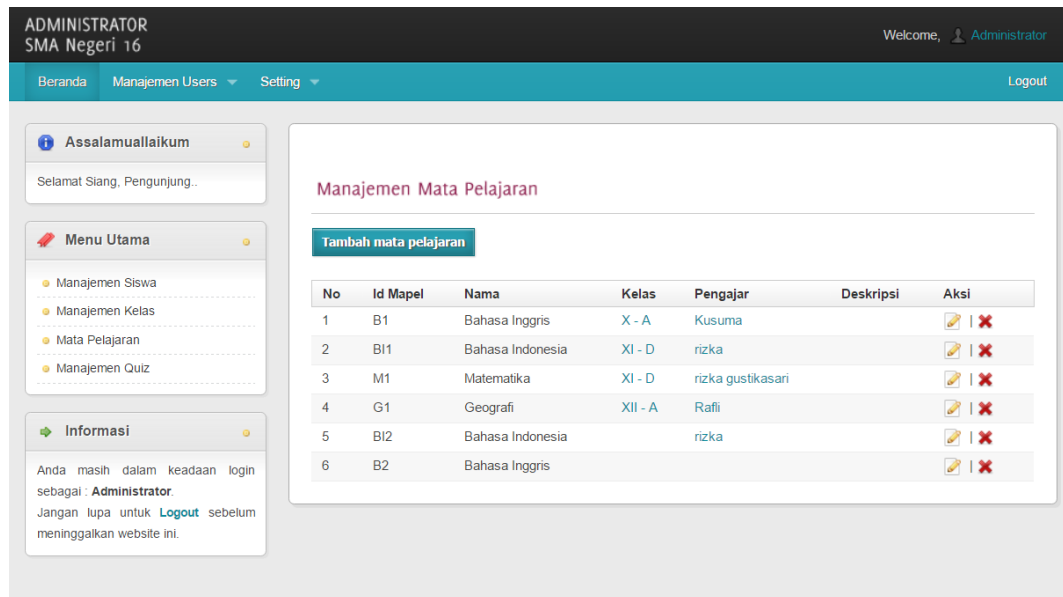 ADMINISTRATOR
SMA Negeri 16
Welcome, Administrator
Beranda Manajemen Users Setting Logout
Assalamuallaikum
Selamat Siang, Pengunjung..
Menu Utama
Manajemen Siswa
Manajemen Kelas
Mata Pelajaran
Manajemen Quiz
Informasi
Anda masih dalam keadaan login
sebagai : Administrator.
Jangan lupa untuk Logout sebelum
meninggalkan website ini.
Manajemen Mata Pelajaran
Tambah mata pelajaran
No Id Mapel Nama Kelas Pengajar Deskripsi Aksi
1 B1 Bahasa Inggris X - A Kusuma |
2 BI1 Bahasa Indonesia XI - D rizka |
3 M1 Matematika XI - D rizka gustikasari |
4 G1 Geografi XII - A Rafli |
5 BI2 Bahasa Indonesia rizka |
6 B2 Bahasa Inggris |